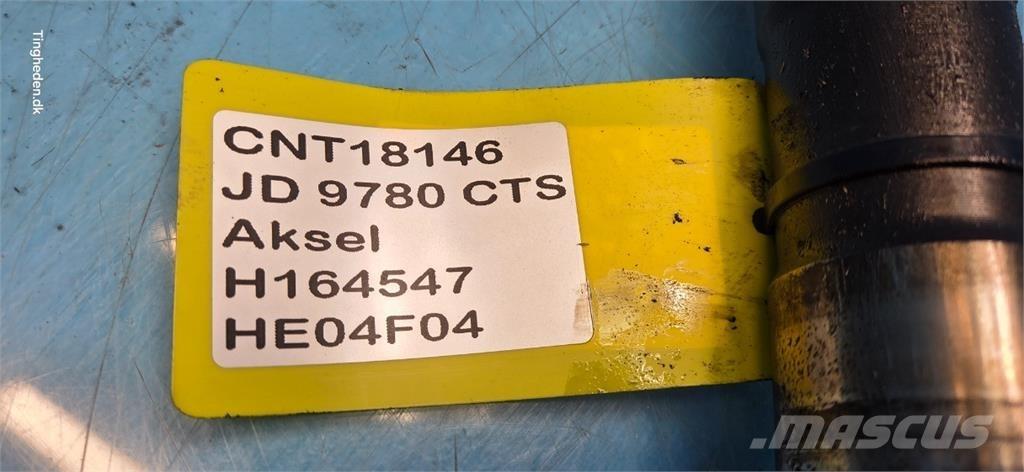 Tingheden.dk
CNT18146
JD 9780 CTS
Aksel
H164547
HE04F04
MASCUS